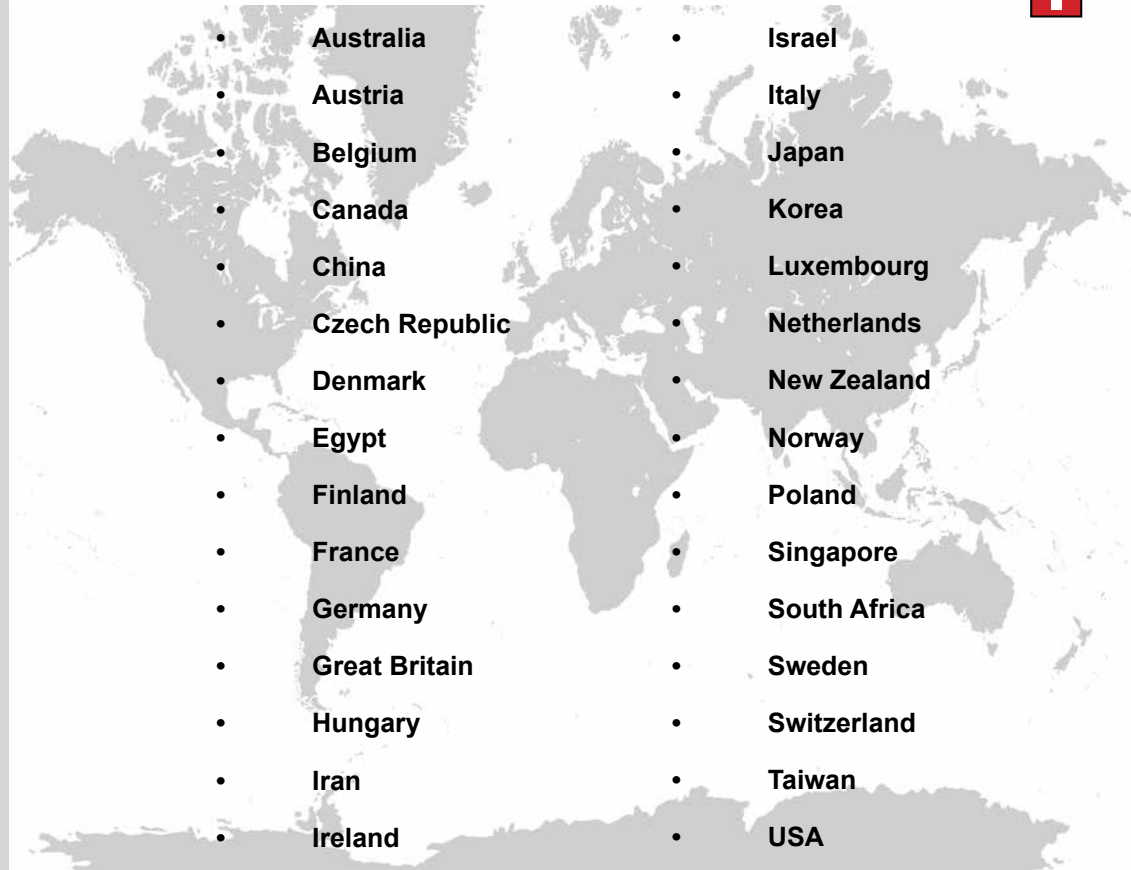 • Australia
• Austria
• Belgium
• Canada
• China
• Czech Republic
• Denmark
• Egypt
• Finland
• France
• Germany
• Great Britain
• Hungary
• Iran
• Ireland
• Israel
• Italy
• Japan
• Korea
• Luxembourg
• Netherlands
• New Zealand
• Norway
• Poland
• Singapore
• South Africa
• Sweden
• Switzerland
• Taiwan
• USA